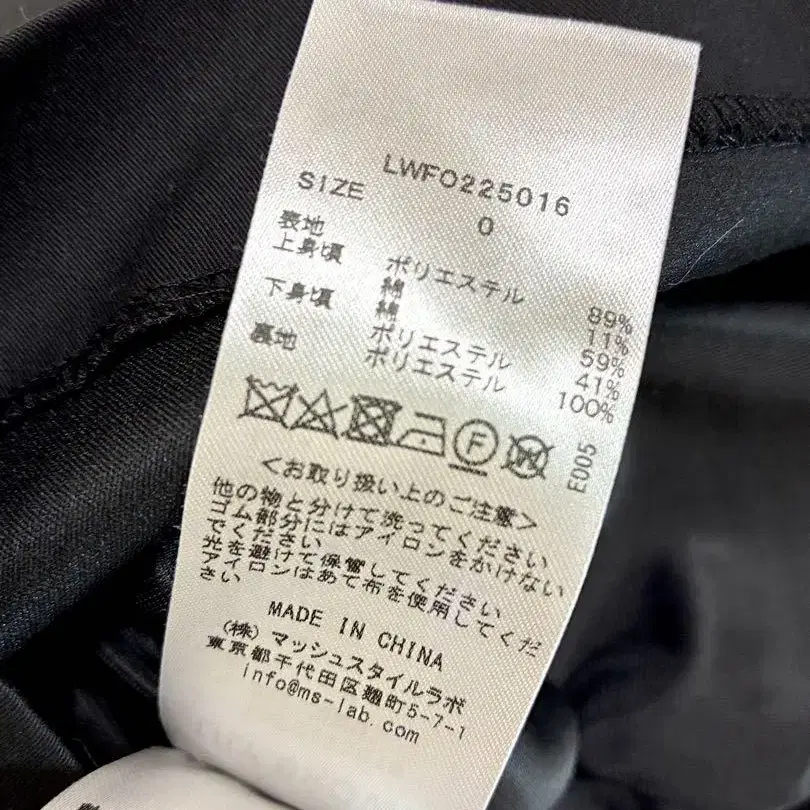 LWFO225016
SIZE 0
表地
上身頃 ポリエステル 89%
綿 11%
下身頃 綿 59%
ポリエステル 41%
裏地 ポリエステル 100%
F W
E005
<お取り扱い上のご注意>
他の物と分けて洗ってください
ゴム部分にはアイロンをかけない
でください
光を避けて保管してください
アイロンはあて布を使用してくだ
さい
MADE IN CHINA
(株)マッシュスタイルラボ
東京都千代田区麹町5-7-1
info@ms-lab.com